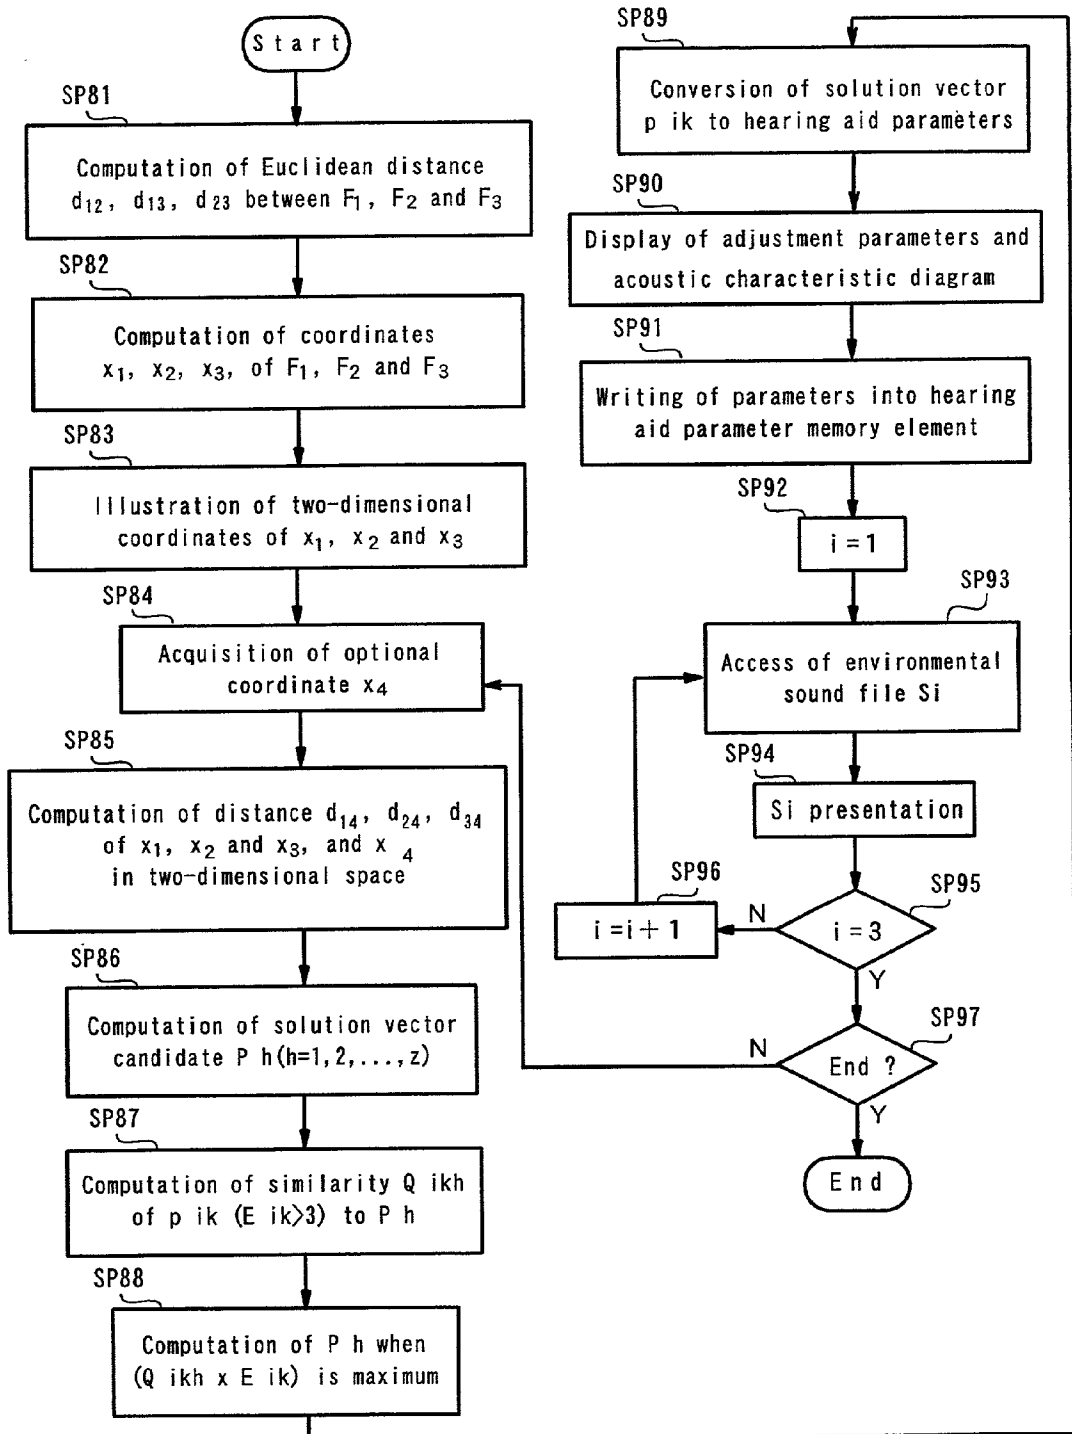 Start
SP81
Computation of Euclidean distance
d12, d13, d23 between F1, F2 and F3
SP82
Computation of coordinates
x1, x2, x3, of F1, F2 and F3
SP83
Illustration of two-dimensional
coordinates of x1, x2 and x3
SP84
Acquisition of optional
coordinate x4
SP85
Computation of distance d14, d24, d34
of x1, x2 and x3, and x 4
in two-dimensional space
SP86
Computation of solution vector
candidate P h(h=1,2,...,z)
SP87
Computation of similarity Q ikh
of p ik (E ik>3) to P h
SP88
Computation of P h when
(Q ikh x E ik) is maximum
SP89
Conversion of solution vector
p ik to hearing aid parameters
SP90
Display of adjustment parameters and
acoustic characteristic diagram
SP91
Writing of parameters into hearing
aid parameter memory element
SP92
i=1
SP93
Access of environmental
sound file Si
SP94
Si presentation
SP95
i=3
N
Y
SP96
i=i+1
SP97
End ?
N
Y
End